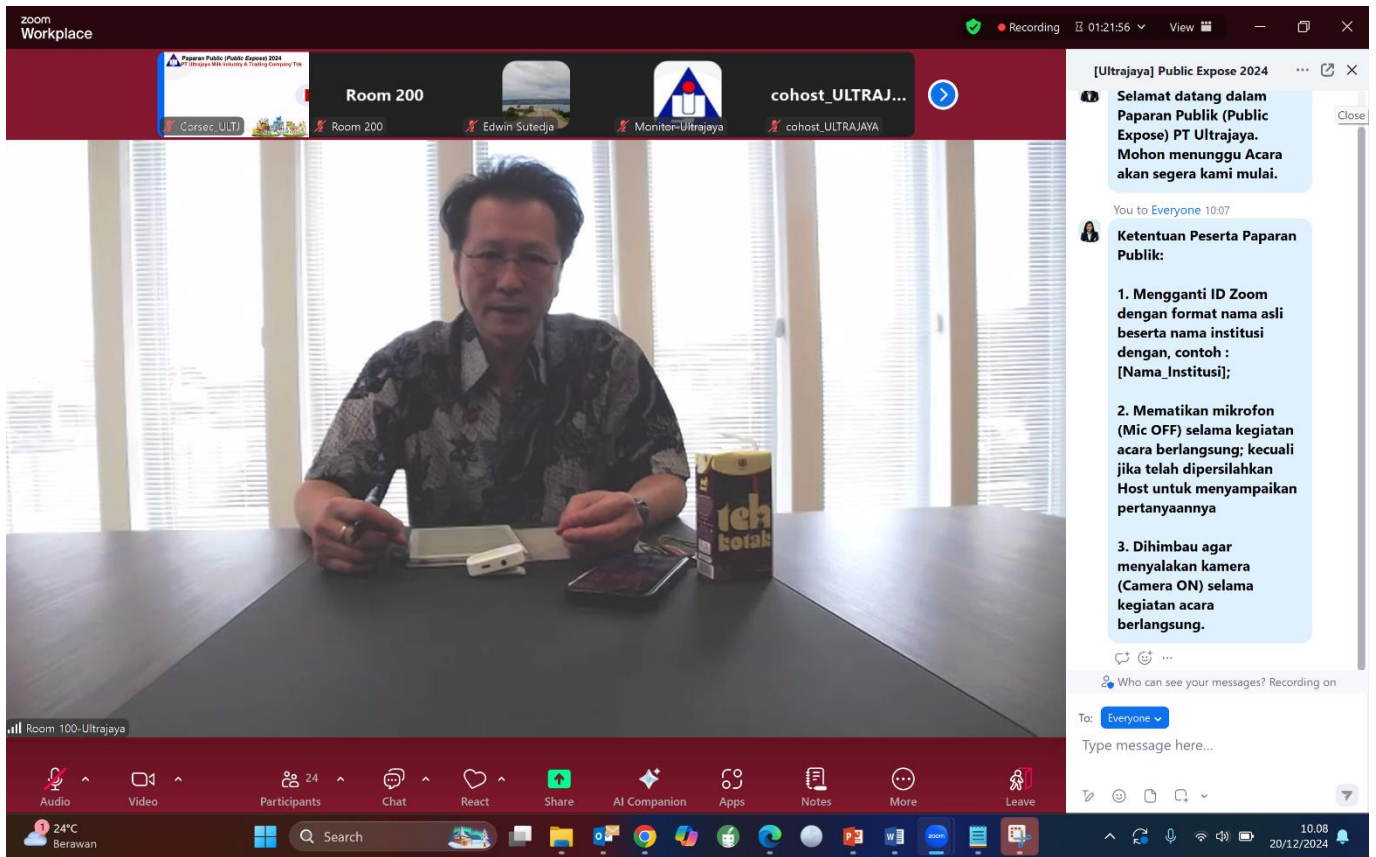 zoom
Workplace
Recording
01:21:56
View
Paparan Public (Public Expose) 2024
PT Ultrajaya Milk Industry & Trading Company Tbk
Corsec_ULTJ
Room 200
Room 200
Edwin Sutedja
Monitor-Ultrajaya
cohost_ULTRAJ...
cohost_ULTRAJAYA
[Ultrajaya] Public Expose 2024
Close
Selamat datang dalam
Paparan Publik (Public
Expose) PT Ultrajaya.
Mohon menunggu Acara
akan segera kami mulai.
You to Everyone 10:07
Ketentuan Peserta Paparan
Publik:
1. Mengganti ID Zoom
dengan format nama asli
beserta nama institusi
dengan, contoh :
[Nama_Institusi];
2. Mematikan mikrofon
(Mic OFF) selama kegiatan
acara berlangsung; kecuali
jika telah dipersilahkan
Host untuk menyampaikan
pertanyaannya
3. Dihimbau agar
menyalakan kamera
(Camera ON) selama
kegiatan acara
berlangsung.
Who can see your messages? Recording on
To: Everyone
Type message here...
teh
kotak
Room 100-Ultrajaya
Audio
Video
24
Participants
Chat
React
Share
AI Companion
Apps
Notes
More
Leave
1
24°C
Berawan
Search
zoom
10.08
20/12/2024